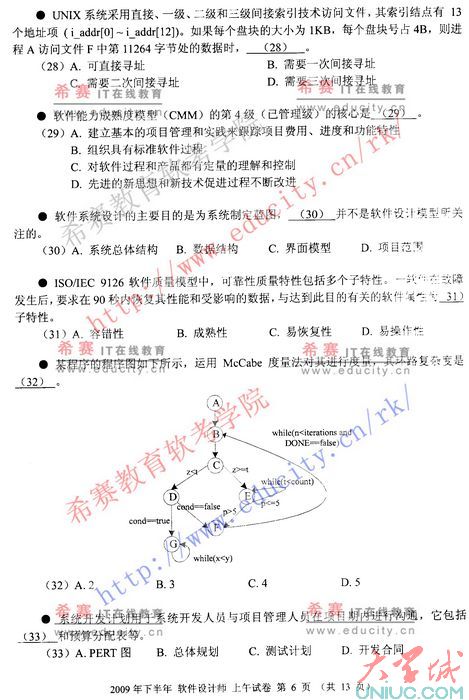 ● UNIX 系统采用直接、一级、二级和三级间接索引技术访问文件,其索引结点有 13
个地址项(i_addr[0]~i_addr[12])。如果每个盘块的大小为 1KB,每个盘块号占 4B,则进
程 A 访问文件 F 中第 11264 字节处的数据时,(28)。
(28)A. 可直接寻址 B. 需要一次间接寻址
C. 需要二次间接寻址 D. 需要三次间接寻址
希赛 IT在线教育 希赛 IT在线教育
● 软件能力成熟度模型(CMM)的第 4 级(已管理级)的核心是 (29)。
(29)A. 建立基本的项目管理和实践来跟踪项目费用、进度和功能特性
B. 组织具有标准软件过程
C. 对软件过程和产品都有定量的理解和控制
D. 先进的新思想和新技术促进过程不断改进
● 软件系统设计的主要目的是为系统制定蓝图,(30) 并不是软件设计模型所关
注的。
(30)A. 系统总体结构 B. 数据结构 C. 界面模型 D. 项目范围
● ISO/IEC 9126 软件质量模型中,可靠性质量特性包括多个子特性。一软件在故障
发生后,要求在 90 秒内恢复其性能和受影响的数据,与达到此目的有关的软件属性为(31)
子特性。
(31)A. 容错性 B. 成熟性 C. 易恢复性 D. 易操作性
希赛 IT在线教育 希赛 IT在线教育
● 某程序的程序图如下所示,运用 McCabe 度量法对其进行度量,其环路复杂度是
(32)。
A
B
while(n<iterations and
DONE==false)
C
z<t z>=t
while(t<count)
D E
cond==false p<=5
p>5
cond==true
F
G
while(x<y)
(32)A. 2 B. 3 C. 4 D. 5
希赛 IT在线教育 希赛 IT在线教育
● 系统开发计划用于系统开发人员与项目管理人员在项目期内进行沟通,它包括
(33) 和预算分配表等。
(33)A. PERT 图 B. 总体规划 C. 测试计划 D. 开发合同
2009 年下半年 软件设计师 上午试卷 第 6 页 (共 13 页)
希赛教育软考学院
http://www.educity.cn/rk/
希赛教育软考学院
http://www.educity.cn/rk/
大学城
UNIUC.com